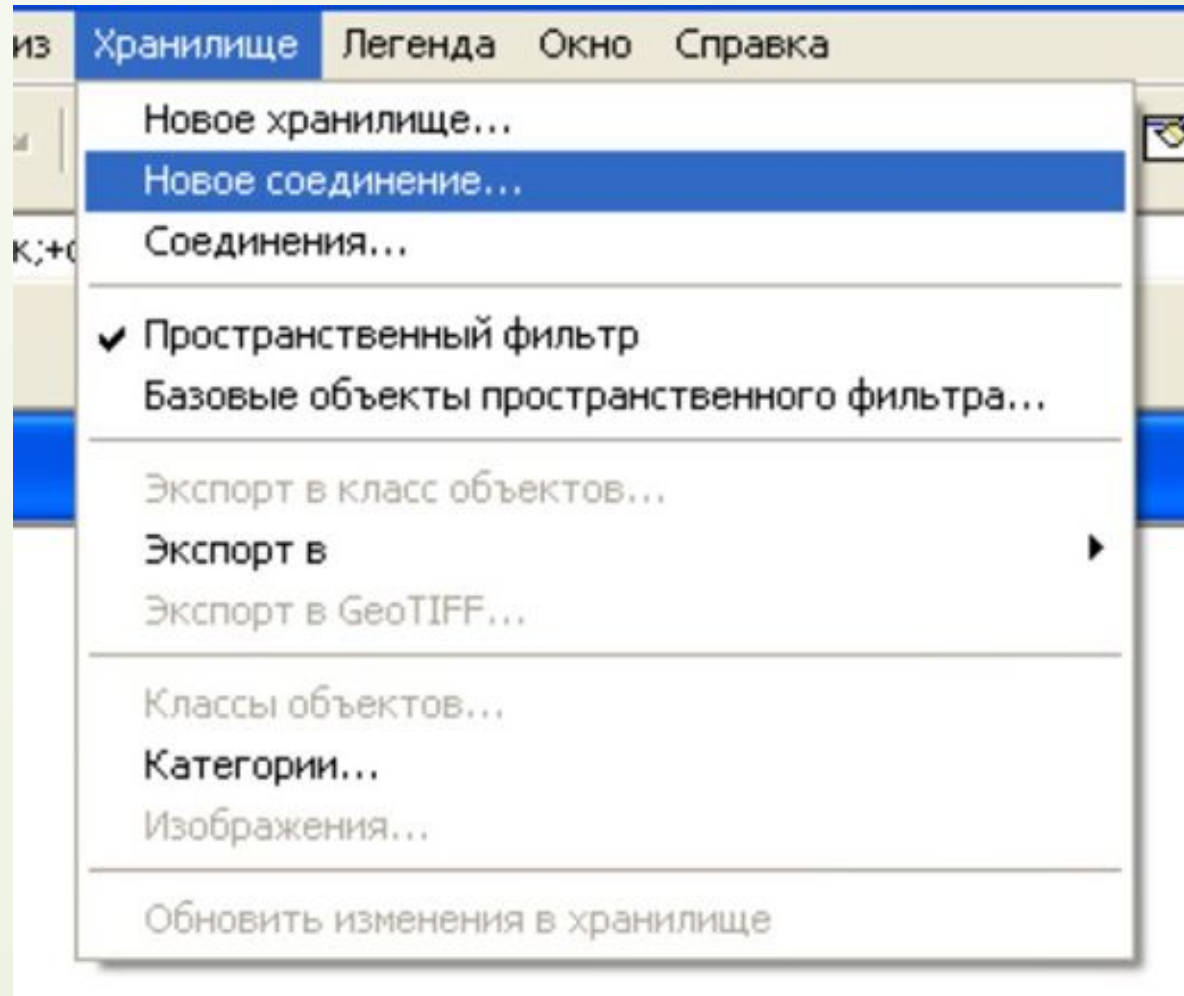 из Хранилище Легенда Окно Справка
Новое хранилище...
Новое соединение...
к;+с
Соединения...
Пространственный фильтр
Базовые объекты пространственного фильтра...
Экспорт в класс объектов...
Экспорт в
Экспорт в GeoTIFF...
Классы объектов...
Категории...
Изображения...
Обновить изменения в хранилище